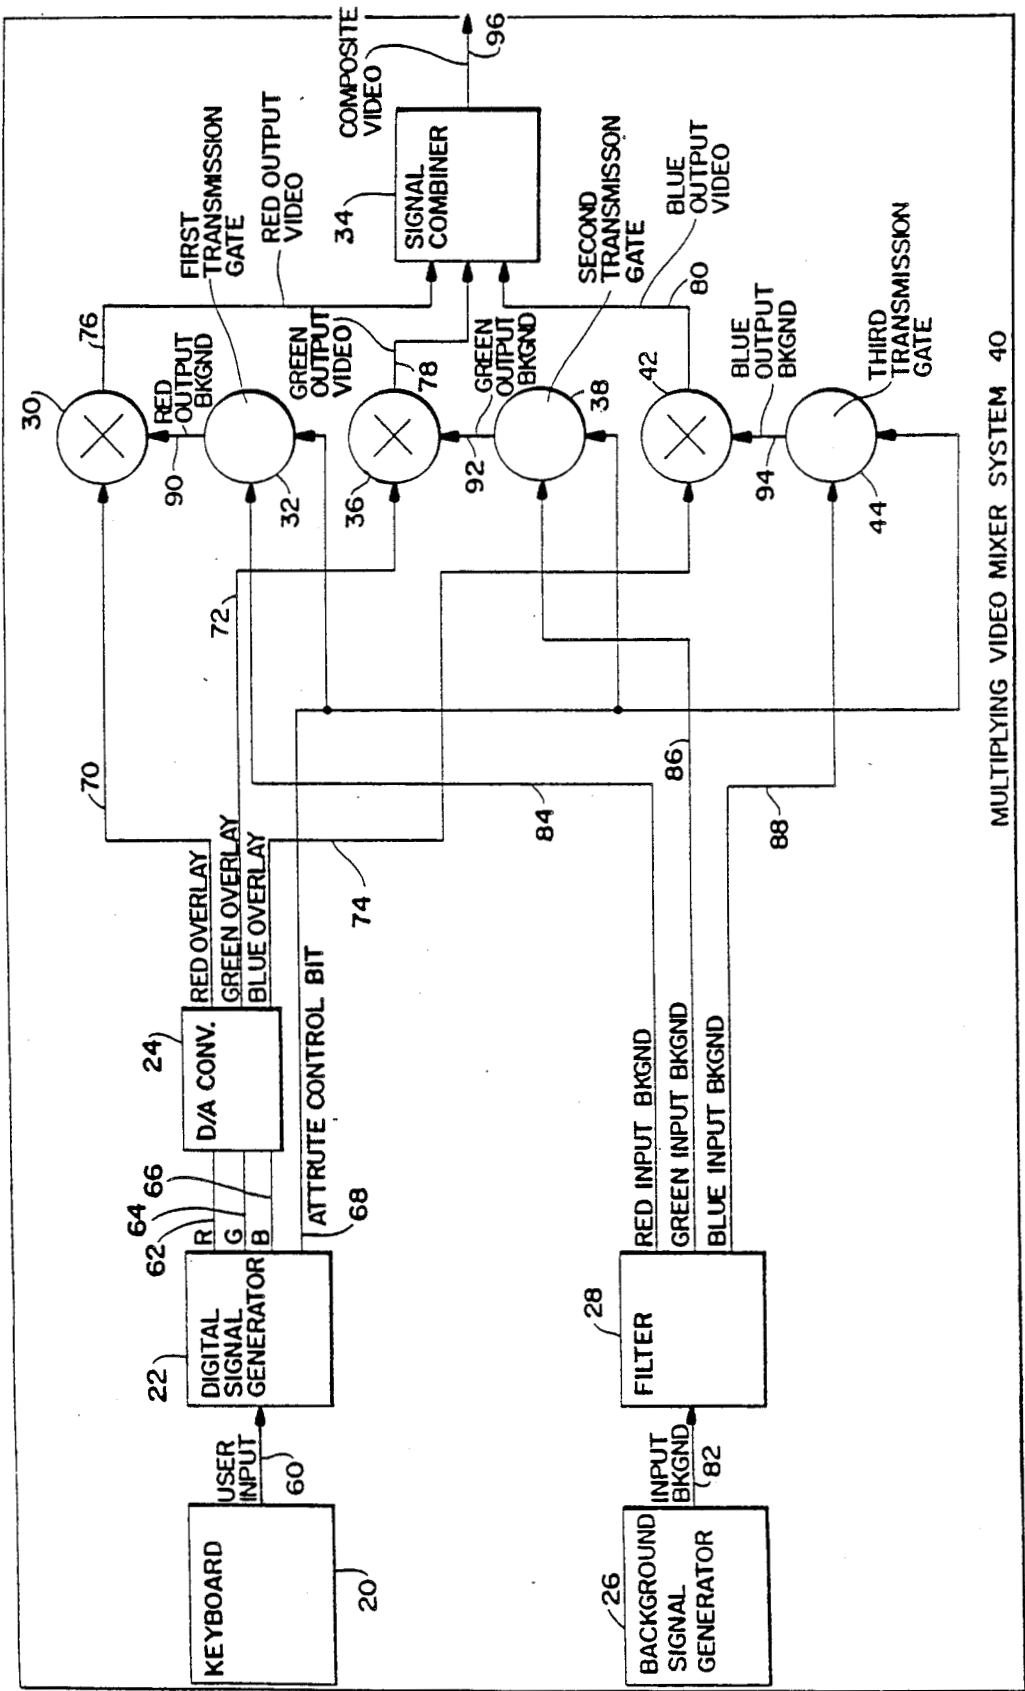 KEYBOARD
20
USER
INPUT
60
22
DIGITAL
SIGNAL
GENERATOR
R
G
B
62
64
66
68
ATTRUTE CONTROL BIT
24
D/A CONV.
RED OVERLAY
GREEN OVERLAY
BLUE OVERLAY
70
72
74
26
BACKGROUND
SIGNAL
GENERATOR
INPUT
BKGND
82
28
FILTER
RED INPUT BKGND
GREEN INPUT BKGND
BLUE INPUT BKGND
84
86
88
30
76
RED
OUTPUT
BKGND
90
32
FIRST
TRANSMISSION
GATE
RED OUTPUT
VIDEO
36
GREEN
OUTPUT
VIDEO
78
GREEN
OUTPUT
BKGND
92
38
SECOND
TRANSMISSON
GATE
42
BLUE
OUTPUT
VIDEO
80
BLUE
OUTPUT
BKGND
94
44
THIRD
TRANSMISSION
GATE
34
SIGNAL
COMBINER
COMPOSITE
VIDEO
96
MULTIPLYING VIDEO MIXER SYSTEM 40